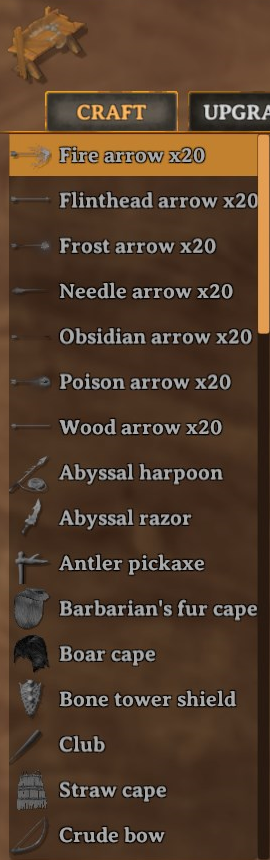 CRAFT
UPGRA
Fire arrow x20
Flinthead arrow x20
Frost arrow x20
Needle arrow x20
Obsidian arrow x20
Poison arrow x20
Wood arrow x20
Abyssal harpoon
Abyssal razor
Antler pickaxe
Barbarian's fur cape
Boar cape
Bone tower shield
Club
Straw cape
Crude bow